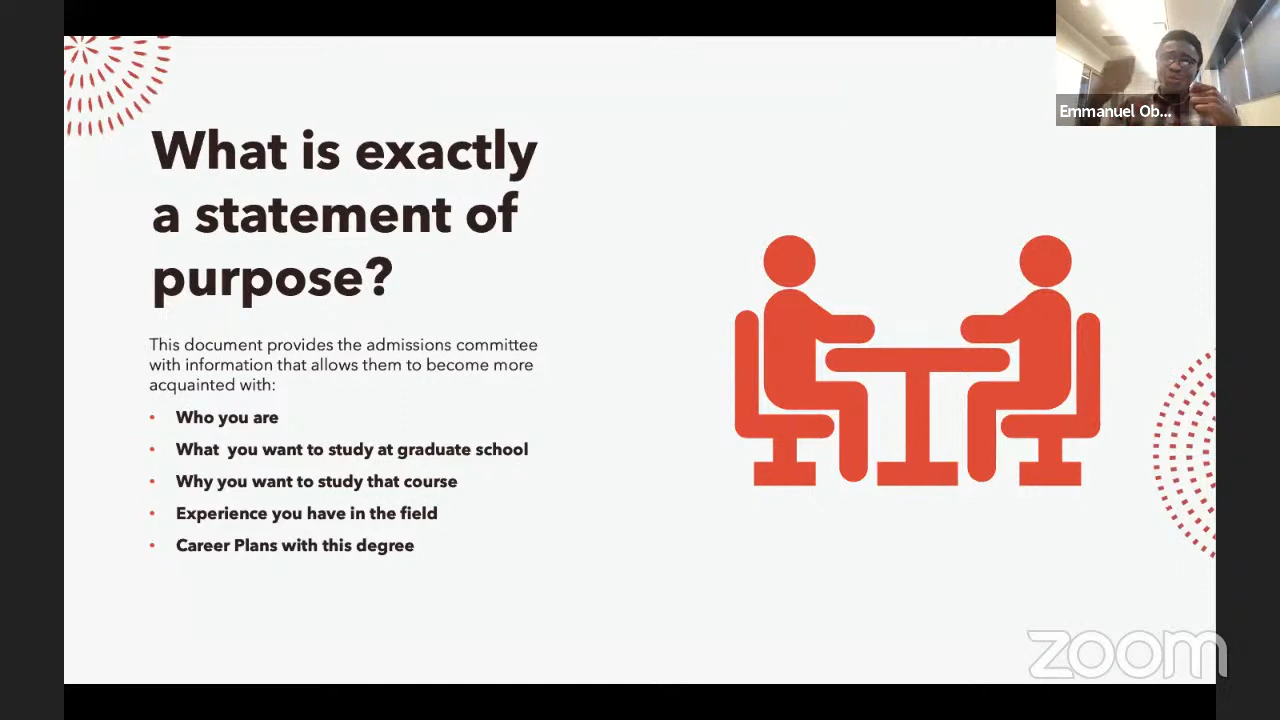 What is exactly
a statement of
purpose?
This document provides the admissions committee
with information that allows them to become more
acquainted with:
• Who you are
• What  you want to study at graduate school
• Why you want to study that course
• Experience you have in the field
• Career Plans with this degree
Emmanuel Ob...
zoom